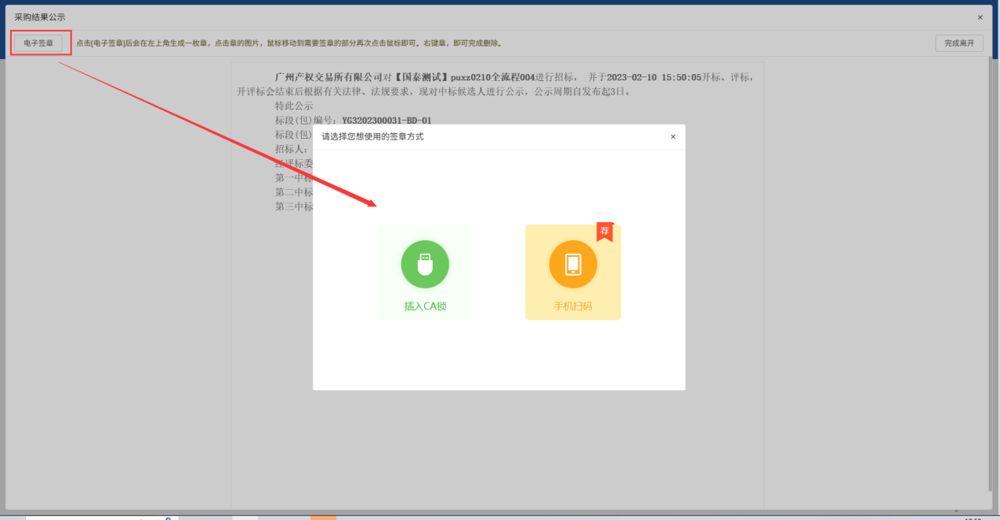 采购结果公示
×
电子签章
点击[电子签章]后会在左上角生成一枚章，点击章的图片，鼠标移动到需要签章的部分再次点击鼠标即可。右键章，即可完成删除。
完成离开
广州产权交易所有限公司对【国泰测试】puxz0210全流程004进行招标， 并于2023-02-10 15:50:05开标、评标，
开评标会结束后根据有关法律、法规要求，现对中标候选人进行公示，公示周期自发布起3日。
特此公示
标段(包)编号：YG3202300031-BD-01
标段(包)
招标人：
经评标委
第一中标
第二中标
第三中标
请选择您想使用的签章方式
×
荐
插入CA锁
手机扫码